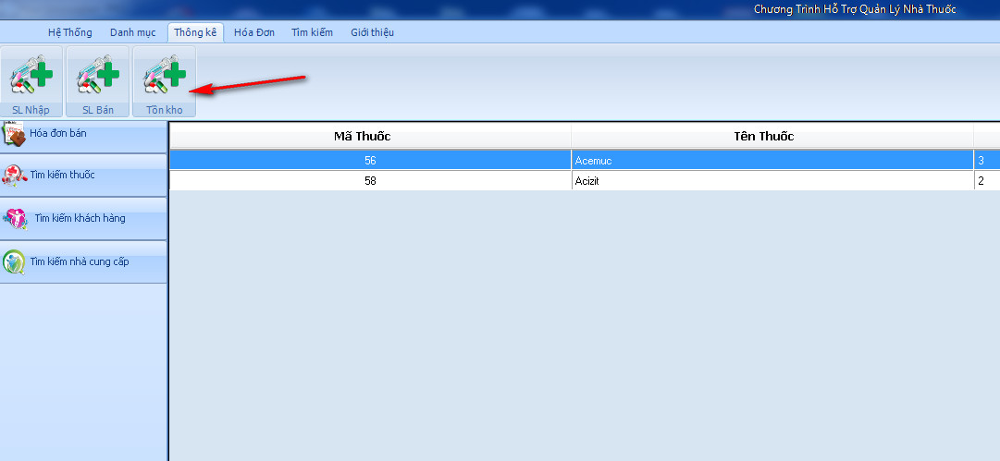 Chương Trình Hỗ Trợ Quản Lý Nhà Thuốc
Hệ Thống Danh mục Thống kê Hóa Đơn Tìm kiếm Giới thiệu
SL Nhập SL Bán Tồn kho
Hóa đơn bán
Tìm kiếm thuốc
Tìm kiếm khách hàng
Tìm kiếm nhà cung cấp
Mã Thuốc Tên Thuốc
56 Acemuc 3
58 Acizit 2